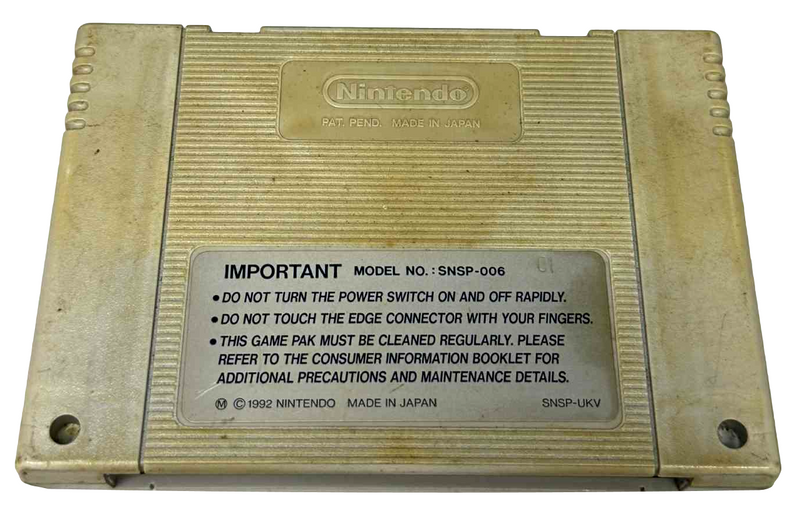 Nintendo
PAT. PEND. MADE IN JAPAN
IMPORTANT MODEL NO. : SNSP-006
01
• DO NOT TURN THE POWER SWITCH ON AND OFF RAPIDLY.
• DO NOT TOUCH THE EDGE CONNECTOR WITH YOUR FINGERS.
• THIS GAME PAK MUST BE CLEANED REGULARLY. PLEASE
REFER TO THE CONSUMER INFORMATION BOOKLET FOR
ADDITIONAL PRECAUTIONS AND MAINTENANCE DETAILS.
Ⓜ © 1992 NINTENDO MADE IN JAPAN SNSP-UKV